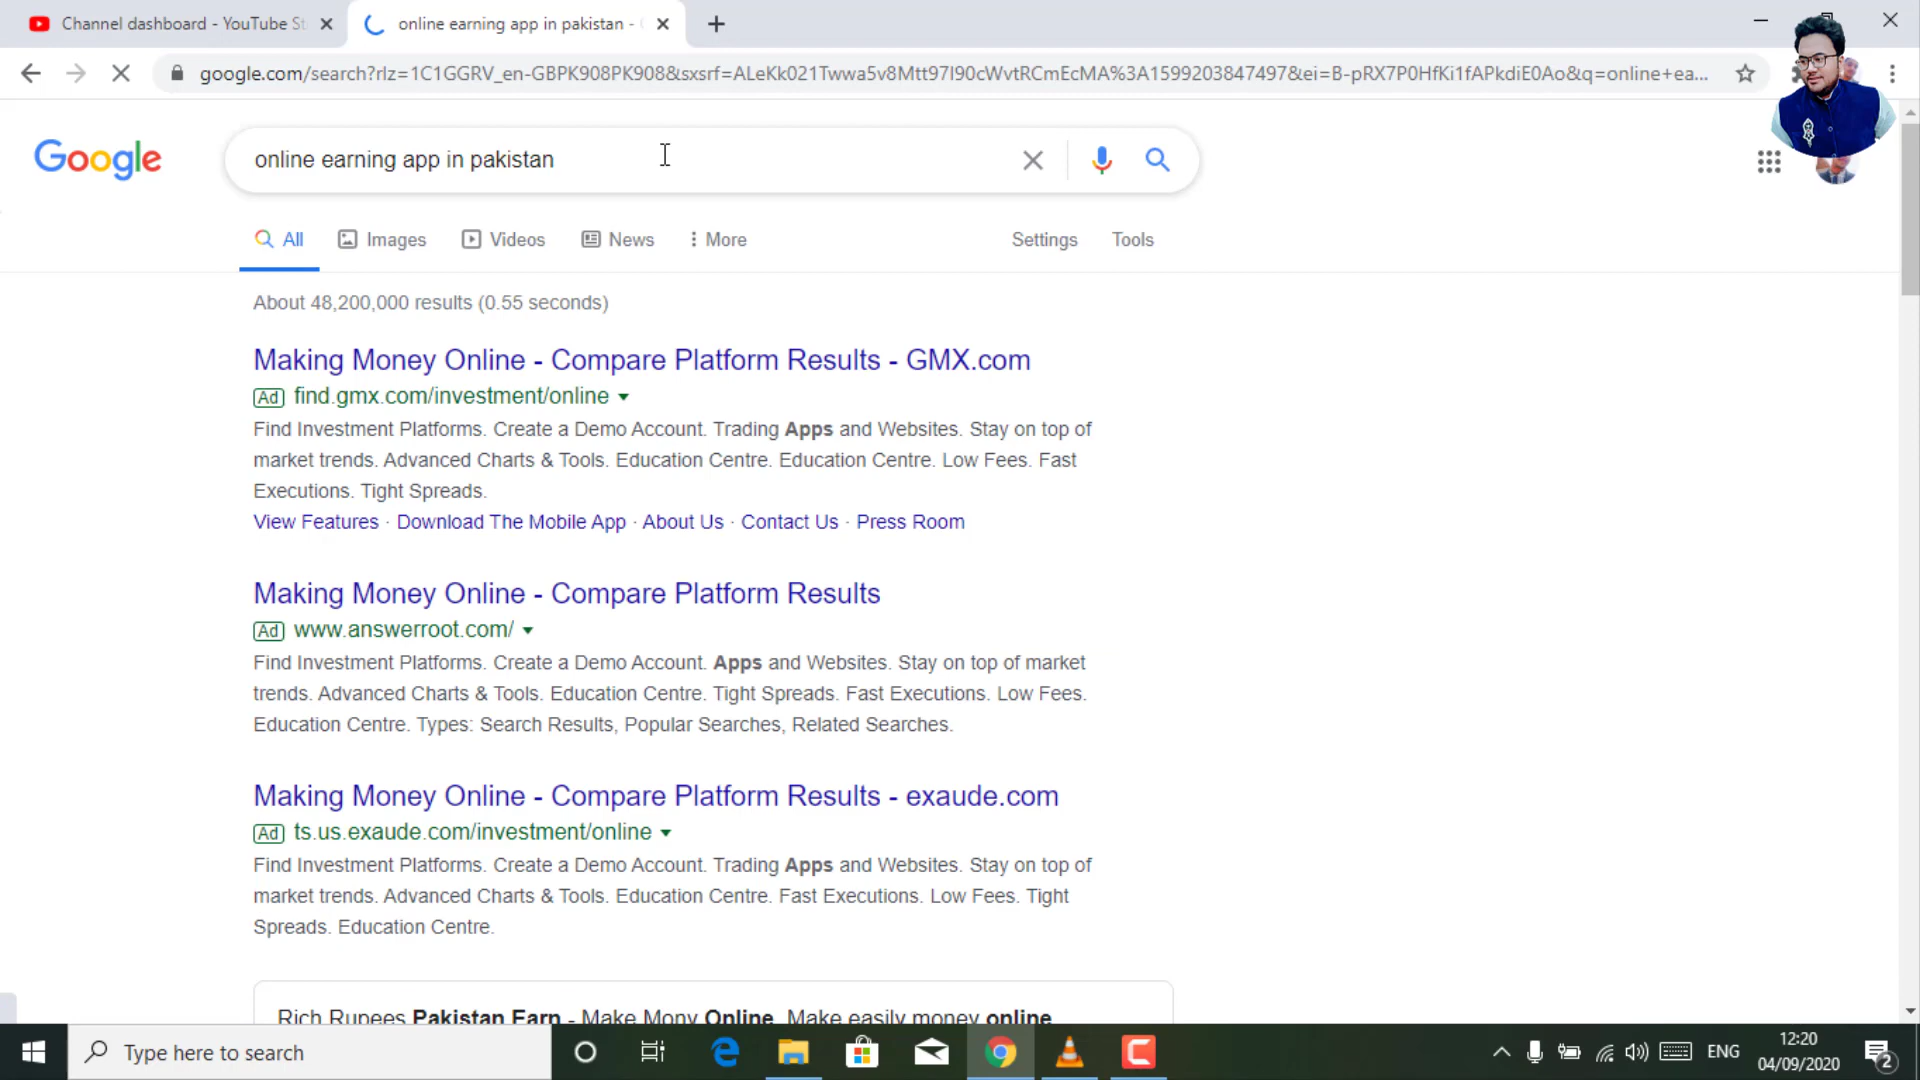 Channel dashboard - YouTube St
online earning app in pakistan -
google.com/search?rlz=1C1GGRV_en-GBPK908PK908&sxsrf=ALeKk021Twwa5v8Mtt97I90cWvtRCmEcMA%3A1599203847497&ei=B-pRX7P0HfKi1fAPkdiE0Ao&q=online+ea...
Google
online earning app in pakistan
All
Images
Videos
News
More
Settings
Tools
About 48,200,000 results (0.55 seconds)
Making Money Online - Compare Platform Results - GMX.com
Ad find.gmx.com/investment/online
Find Investment Platforms. Create a Demo Account. Trading Apps and Websites. Stay on top of
market trends. Advanced Charts & Tools. Education Centre. Education Centre. Low Fees. Fast
Executions. Tight Spreads.
View Features · Download The Mobile App · About Us · Contact Us · Press Room
Making Money Online - Compare Platform Results
Ad www.answerroot.com/
Find Investment Platforms. Create a Demo Account. Apps and Websites. Stay on top of market
trends. Advanced Charts & Tools. Education Centre. Tight Spreads. Fast Executions. Low Fees.
Education Centre. Types: Search Results, Popular Searches, Related Searches.
Making Money Online - Compare Platform Results - exaude.com
Ad ts.us.exaude.com/investment/online
Find Investment Platforms. Create a Demo Account. Trading Apps and Websites. Stay on top of
market trends. Advanced Charts & Tools. Education Centre. Fast Executions. Low Fees. Tight
Spreads. Education Centre.
Rich Rupees Pakistan Earn - Make Mony Online. Make easily money online
Type here to search
ENG
12:20
04/09/2020
2